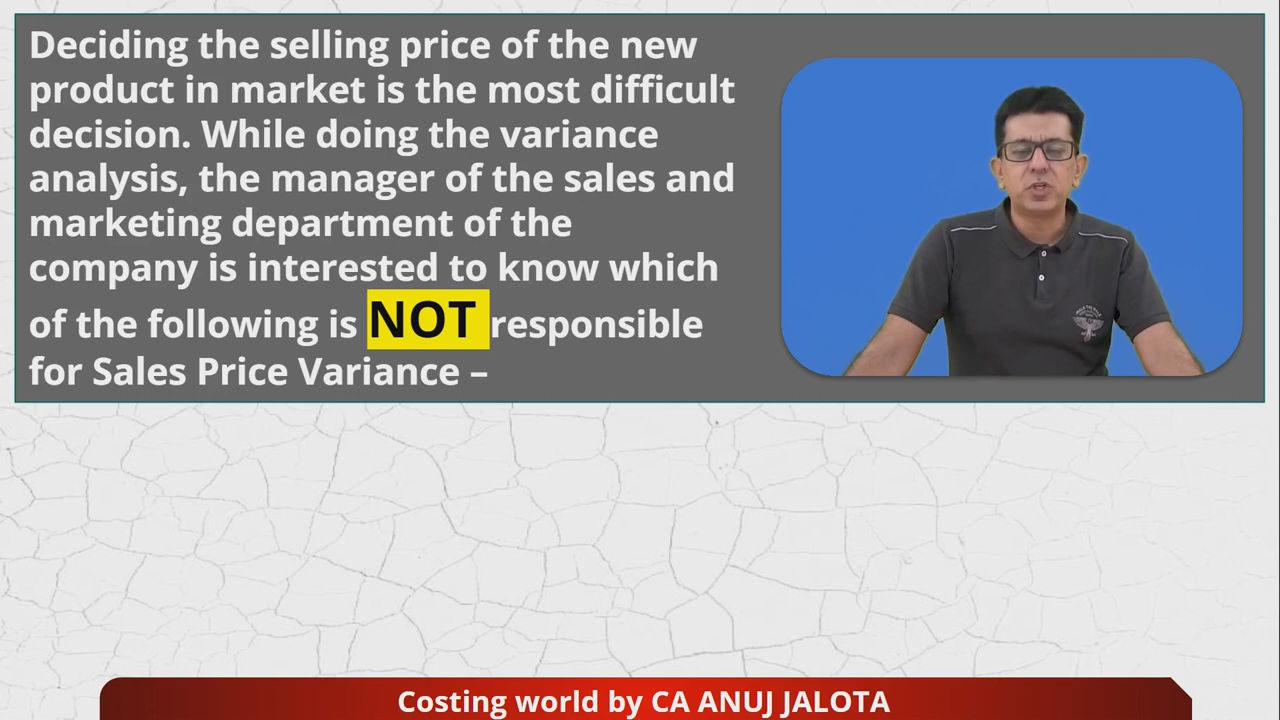 Deciding the selling price of the new
product in market is the most difficult
decision. While doing the variance
analysis, the manager of the sales and
marketing department of the
company is interested to know which
of the following is NOT responsible
for Sales Price Variance –
Costing world by CA ANUJ JALOTA